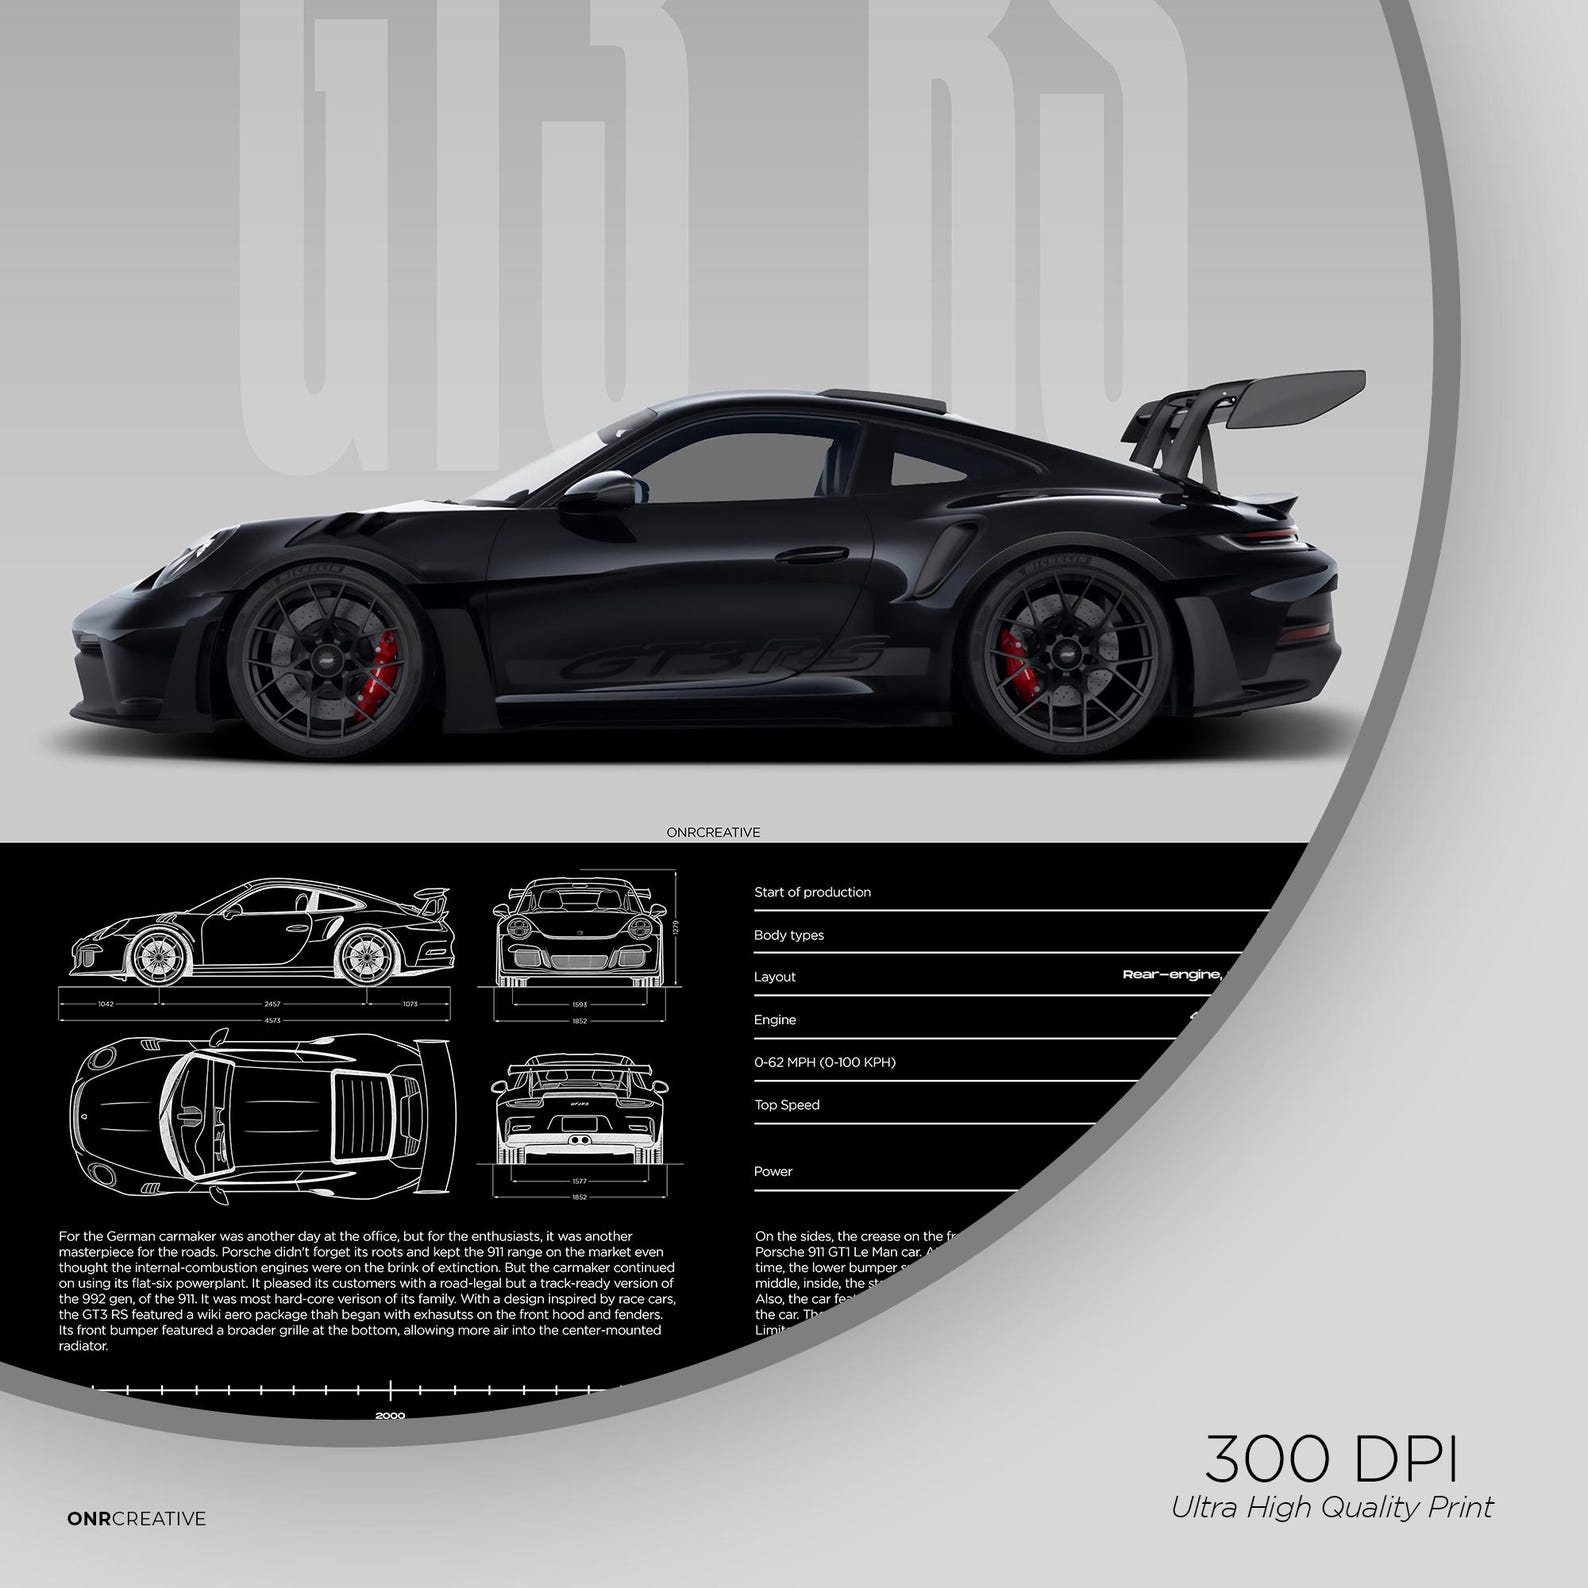 GT3 RS
MICHELIN
MICHELIN
GT3 RS
ONRCREATIVE
1279
1042
2457
1073
4573
1593
1852
GT3 RS
1577
1852
Start of production
Body types
Layout Rear-engine,
Engine
0-62 MPH (0-100 KPH)
Top Speed
Power
For the German carmaker was another day at the office, but for the enthusiasts, it was another
masterpiece for the roads. Porsche didn't forget its roots and kept the 911 range on the market even
thought the internal-combustion engines were on the brink of extinction. But the carmaker continued
on using its flat-six powerplant. It pleased its customers with a road-legal but a track-ready version of
the 992 gen, of the 911. It was most hard-core verison of its family. With a design inspired by race cars,
the GT3 RS featured a wiki aero package thah began with exhasutss on the front hood and fenders.
Its front bumper featured a broader grille at the bottom, allowing more air into the center-mounted
radiator.
On the sides, the crease on the
Porsche 911 GT1 Le Man car.
time, the lower bumper
middle, inside, the
Also, the car
the car.
2000
ONRCREATIVE
300 DPI
Ultra High Quality Print